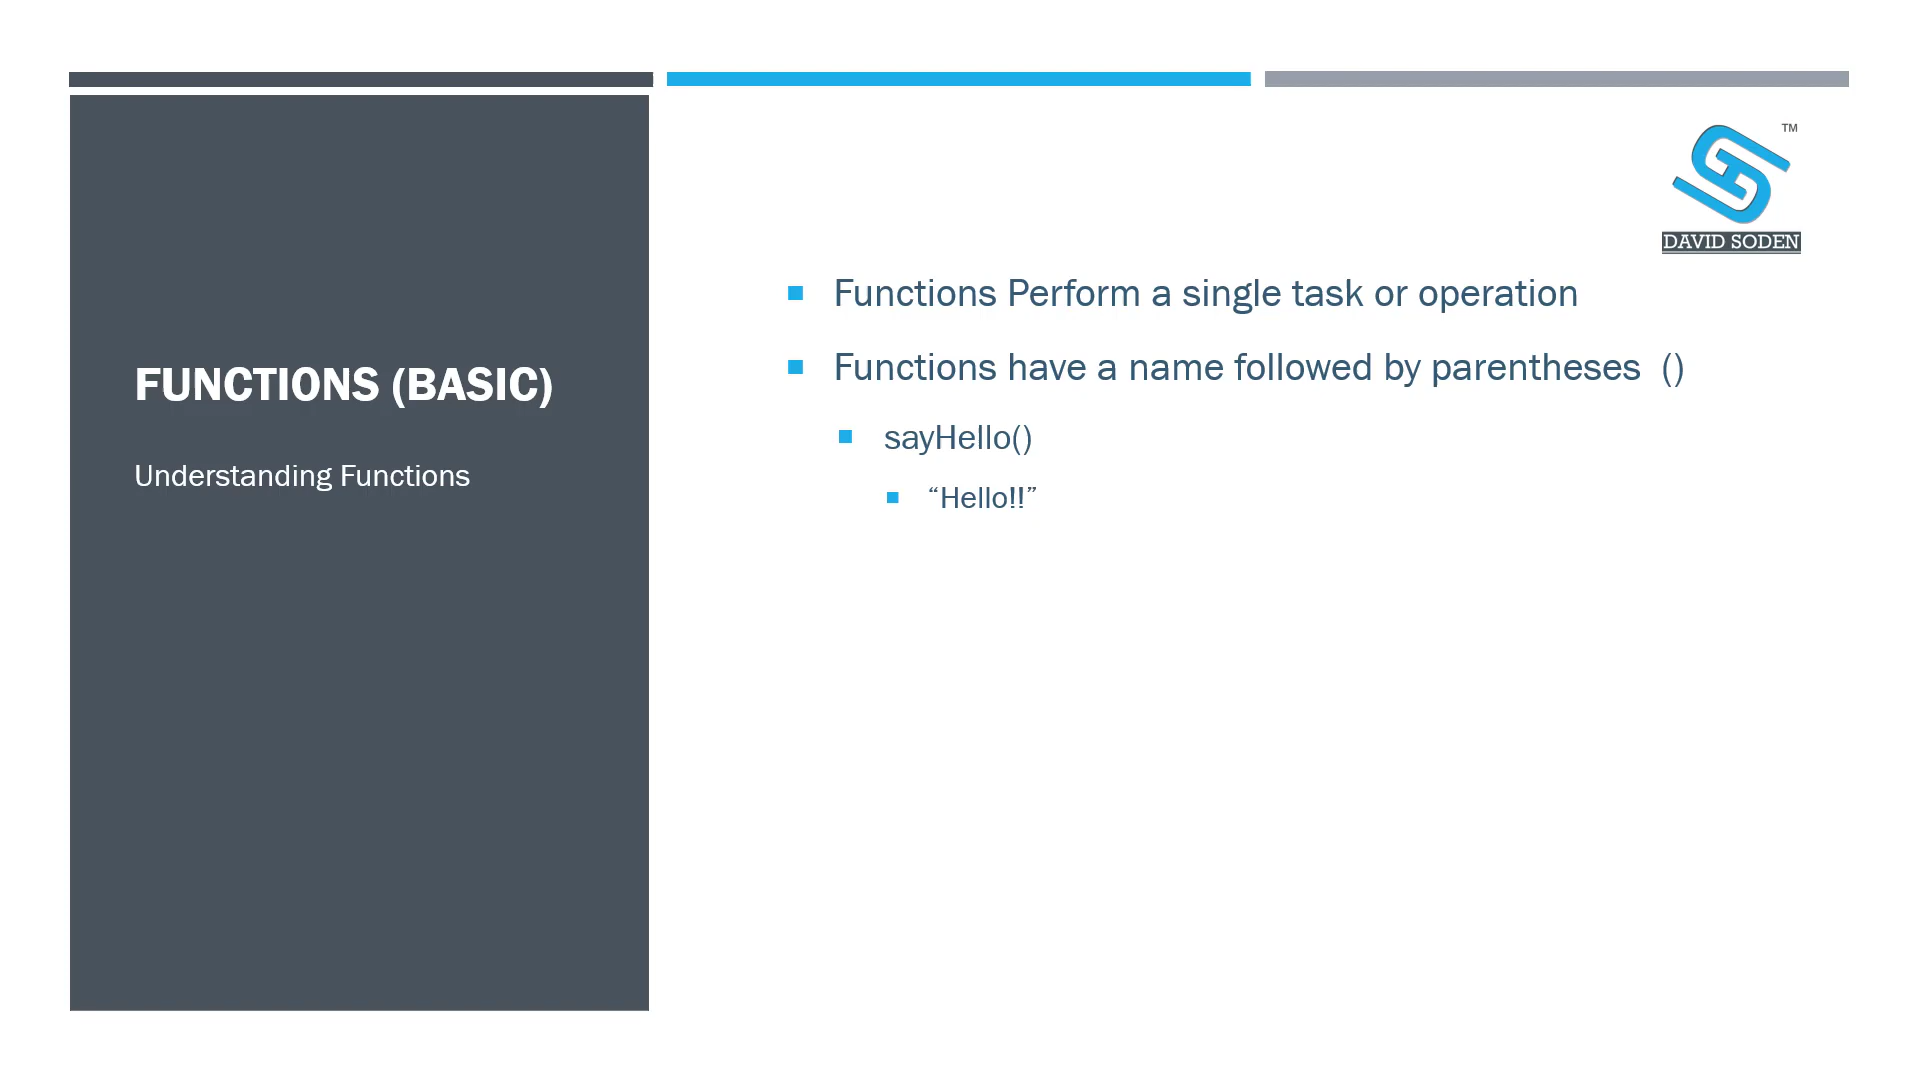 FUNCTIONS (BASIC)
Understanding Functions
TM
DAVID SODEN
Functions Perform a single task or operation
Functions have a name followed by parentheses  ()
sayHello()
“Hello!!”